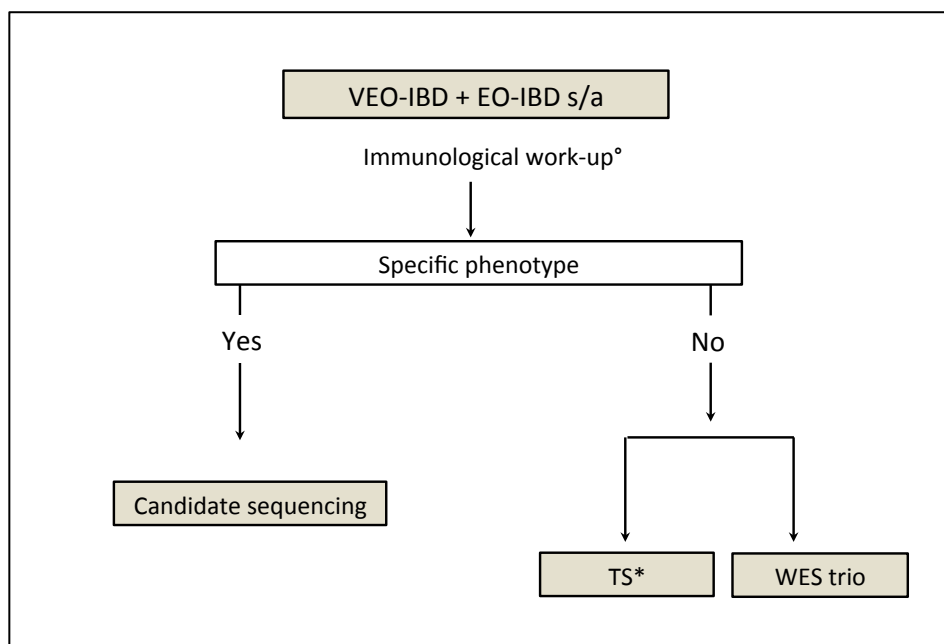 VEO-IBD + EO-IBD s/a
Immunological work-up°
Specific phenotype
Yes
No
Candidate sequencing
TS*
WES trio